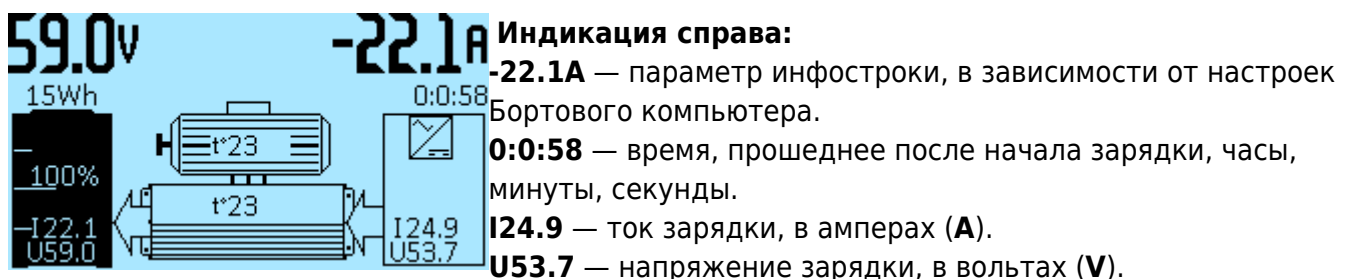 59.0V -22.1A
15Wh 0:0:58
t°23
100%
t°23
I22.1
U59.0
I24.9
U53.7
Индикация справа:
-22.1A — параметр инфостроки, в зависимости от настроек
Бортового компьютера.
0:0:58 — время, прошеднее после начала зарядки, часы,
минуты, секунды.
I24.9 — ток зарядки, в амперах (A).
U53.7 — напряжение зарядки, в вольтах (V).